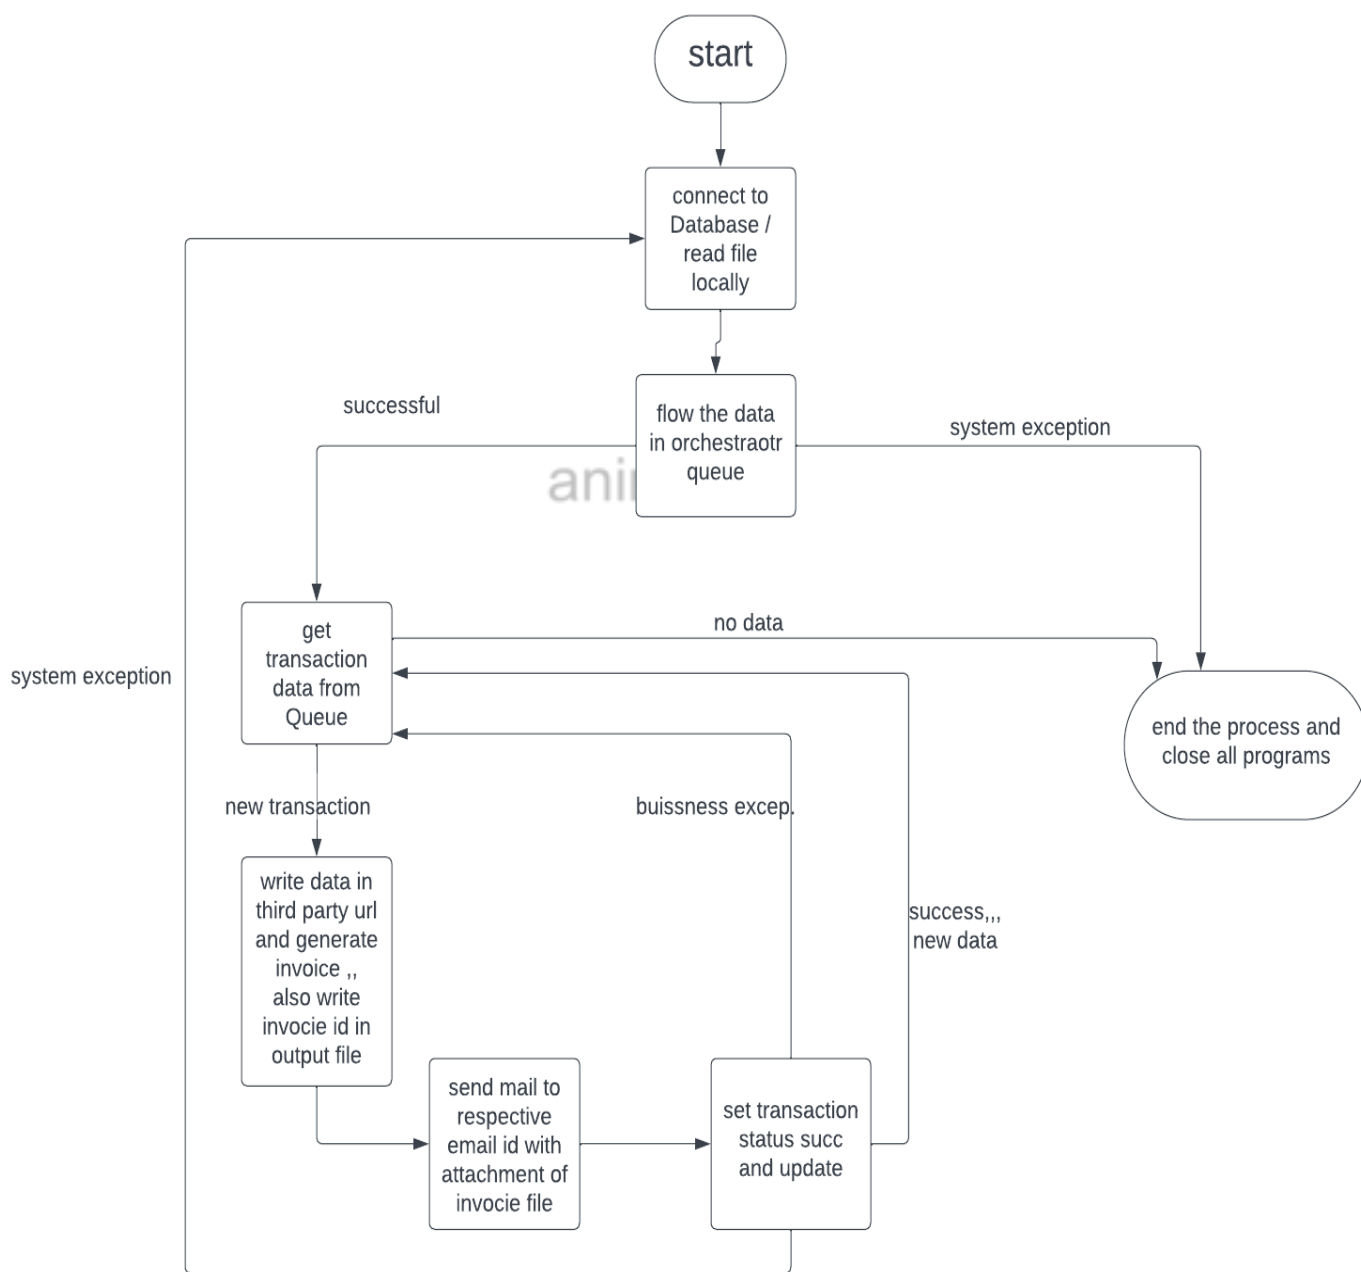 start
connect to
Database /
read file
locally
successful
flow the data
in orchestraotr
queue
system exception
get
transaction
data from
Queue
no data
system exception
end the process and
close all programs
new transaction
buissness excep.
write data in
third party url
and generate
invoice ,,
also write
invocie id in
output file
success,,,
new data
send mail to
respective
email id with
attachment of
invocie file
set transaction
status succ
and update